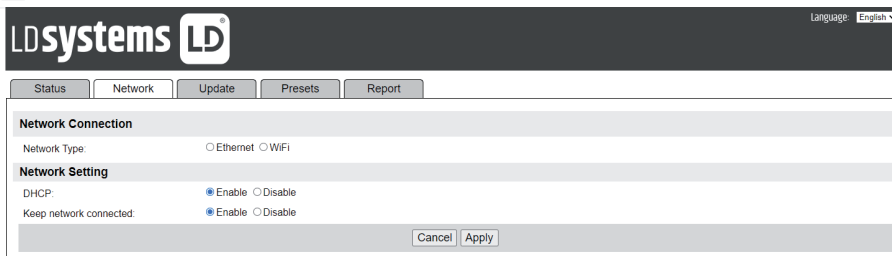 Language: English
LDsystems LD
Status Network Update Presets Report
Network Connection
Network Type: Ethernet WiFi
Network Setting
DHCP: Enable Disable
Keep network connected: Enable Disable
Cancel Apply